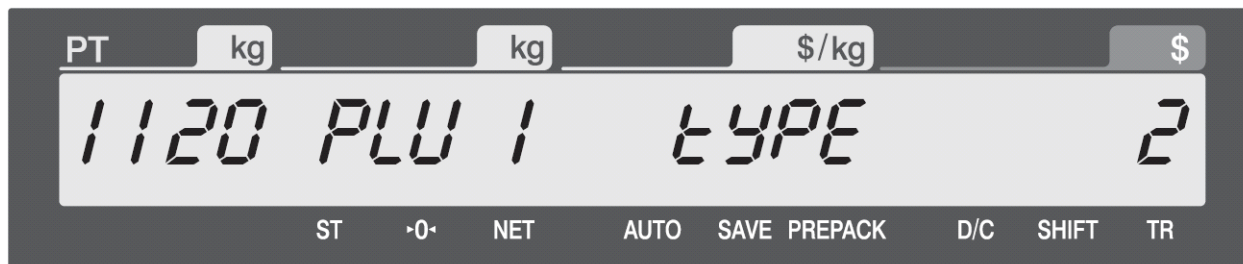 PT kg kg $/kg $
1120 PLU 1 tYPE 2
ST ▸0◂ NET AUTO SAVE PREPACK D/C SHIFT TR